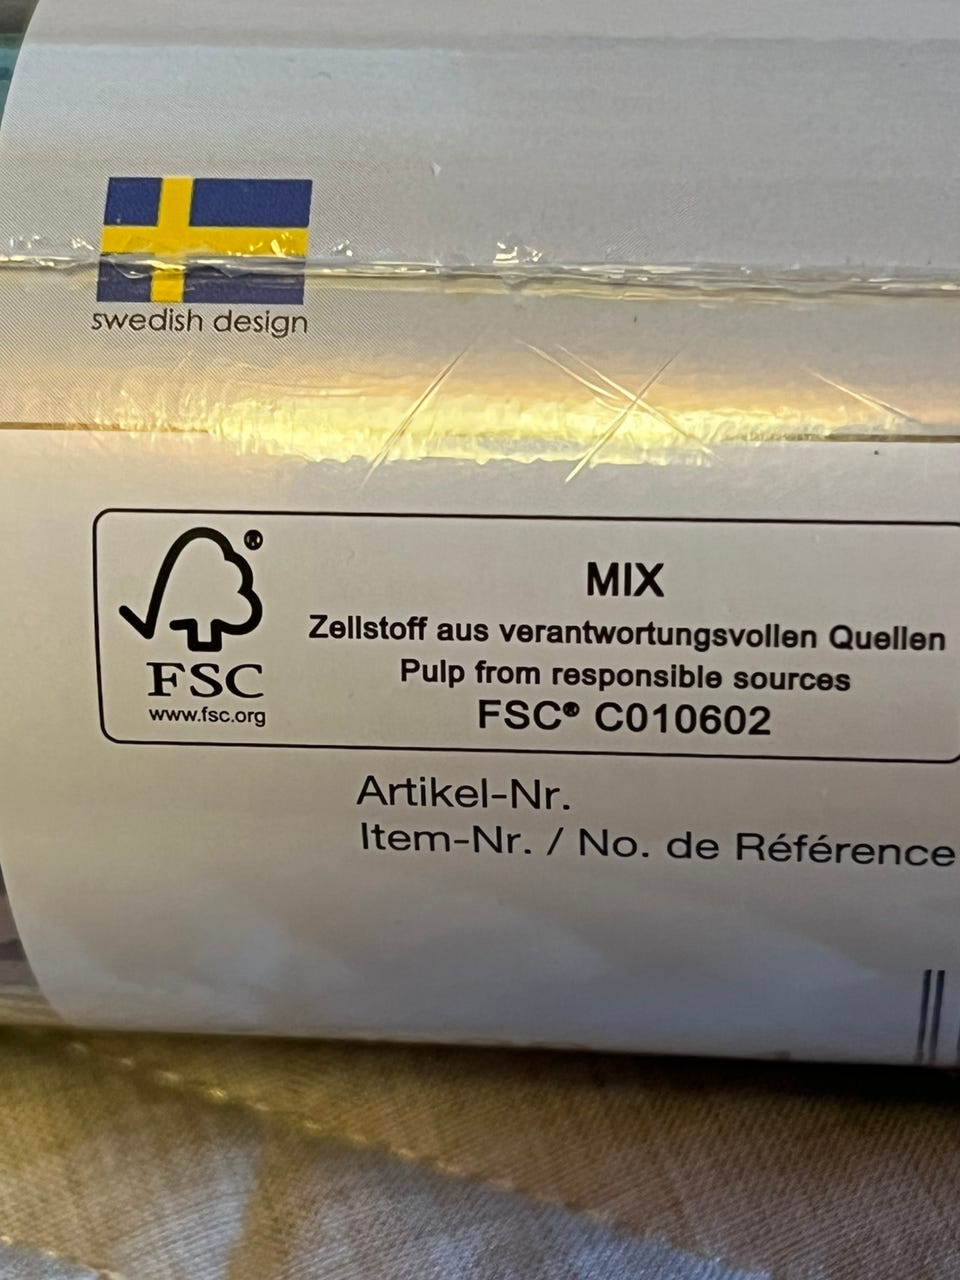 swedish design
®
FSC
www.fsc.org
MIX
Zellstoff aus verantwortungsvollen Quellen
Pulp from responsible sources
FSC® C010602
Artikel-Nr.
Item-Nr. / No. de Référence